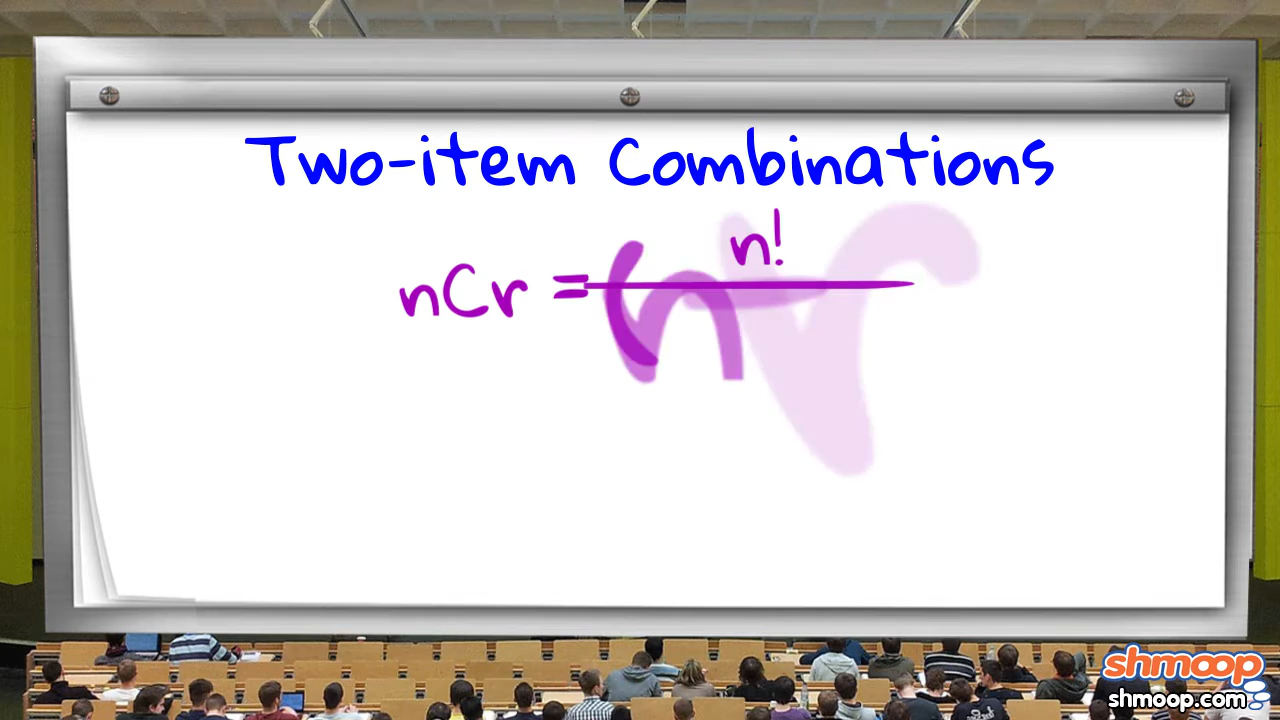 Two-item Combinations
n!
nCr =
(n - r
shmoop
shmoop.com